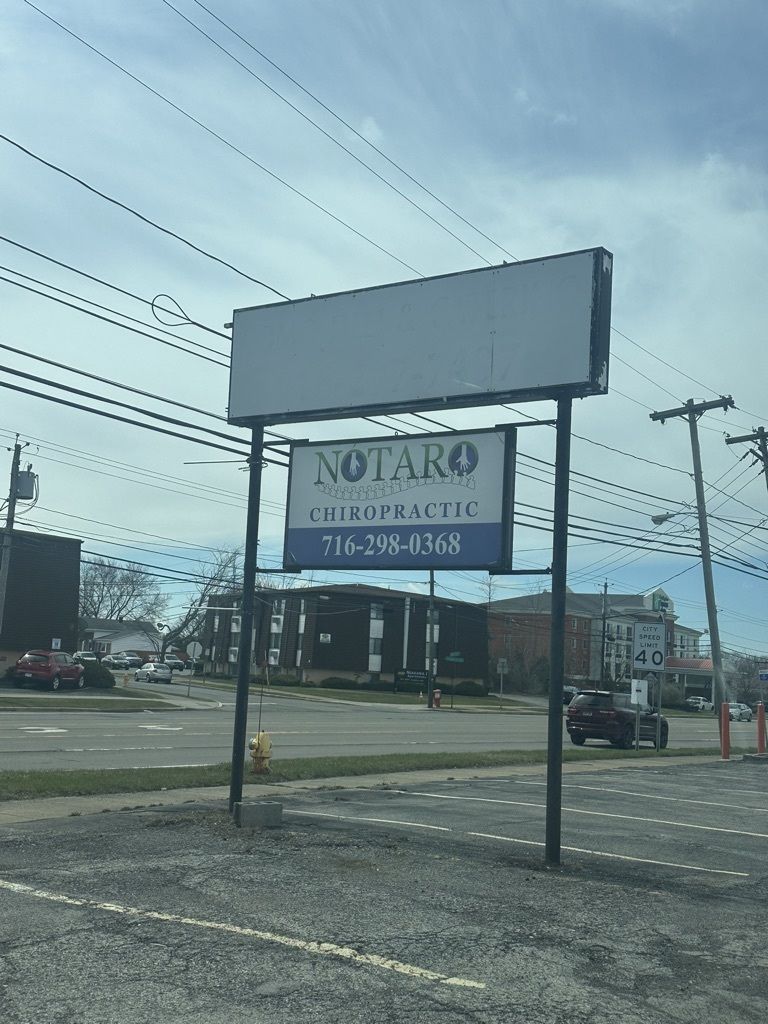 NOTARO
CHIROPRACTIC
716-298-0368
CITY
SPEED
LIMIT
40